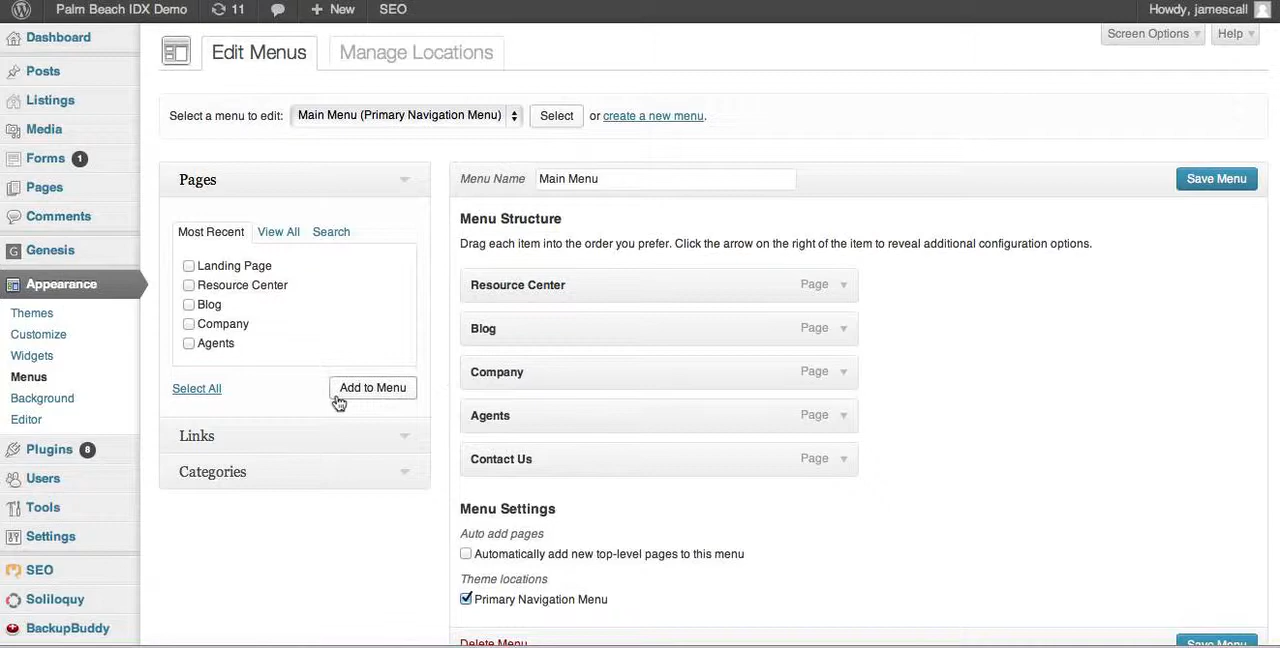 Palm Beach IDX Demo 11 New SEO Howdy, jamescall
Screen Options Help
Dashboard
Posts
Listings
Media
Forms 1
Pages
Comments
Genesis
Appearance
Themes
Customize
Widgets
Menus
Background
Editor
Plugins 8
Users
Tools
Settings
SEO
Soliloquy
BackupBuddy
Edit Menus Manage Locations
Select a menu to edit: Main Menu (Primary Navigation Menu) Select or create a new menu.
Pages
Most Recent View All Search
Landing Page
Resource Center
Blog
Company
Agents
Select All Add to Menu
Links
Categories
Menu Name Main Menu Save Menu
Menu Structure
Drag each item into the order you prefer. Click the arrow on the right of the item to reveal additional configuration options.
Resource Center Page
Blog Page
Company Page
Agents Page
Contact Us Page
Menu Settings
Auto add pages
Automatically add new top-level pages to this menu
Theme locations
Primary Navigation Menu
Delete Menu Save Menu